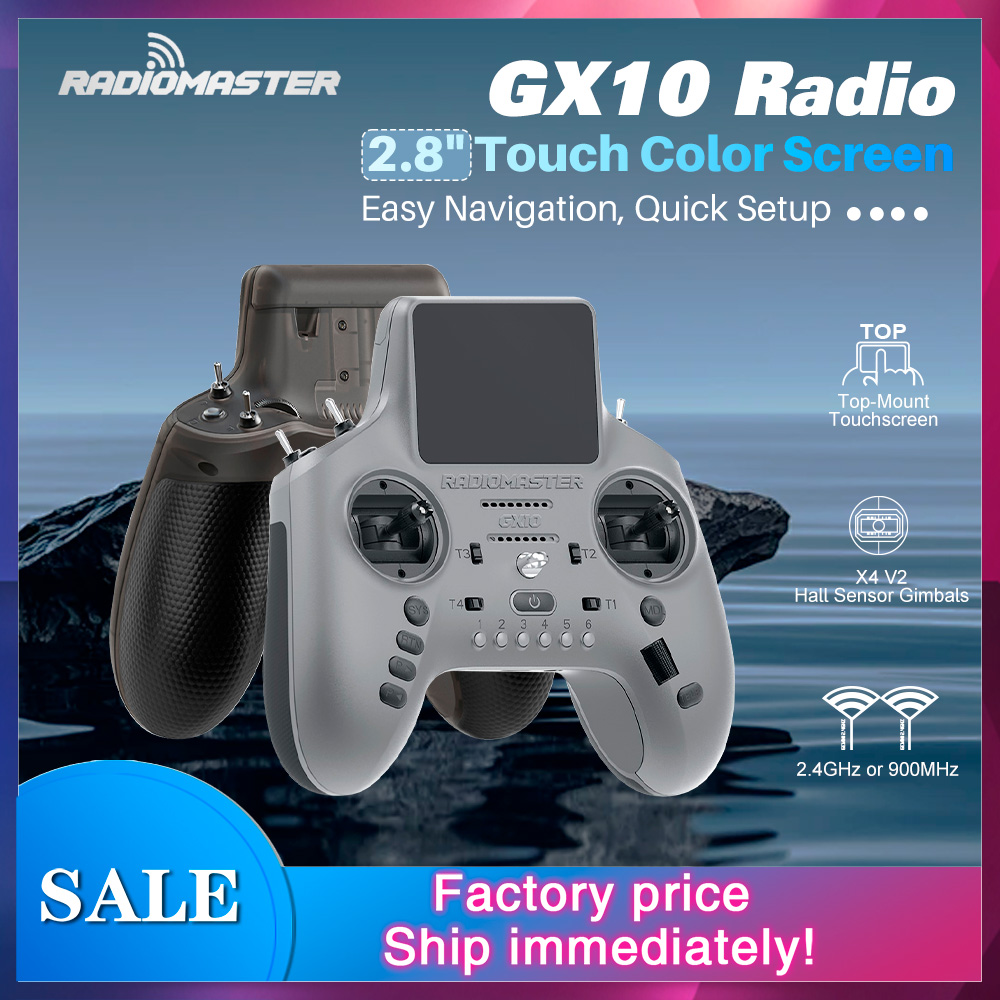 RADIOMASTER
GX10 Radio
2.8" Touch Color Screen
Easy Navigation, Quick Setup
TOP
Top-Mount
Touchscreen
RADIOMASTER
GX10
T3 T2
T4 T1
SYS MDL
1 2 3 4 5 6
X4 V2
Hall Sensor Gimbals
2.4GHz or 900MHz
SALE
Factory price
Ship immediately!